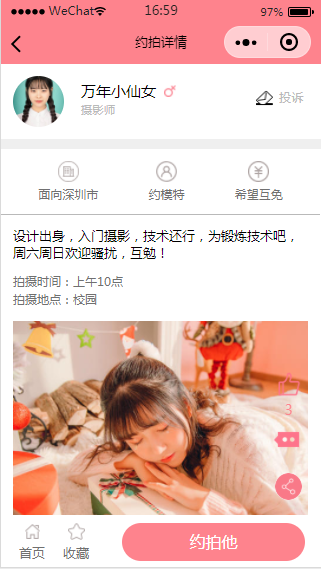 WeChat 16:59 97%
约拍详情
万年小仙女
摄影师
投诉
面向深圳市 约模特 希望互免
设计出身，入门摄影，技术还行，为锻炼技术吧，
周六周日欢迎骚扰，互勉！
拍摄时间：上午10点
拍摄地点：校园
3
首页 收藏 约拍他